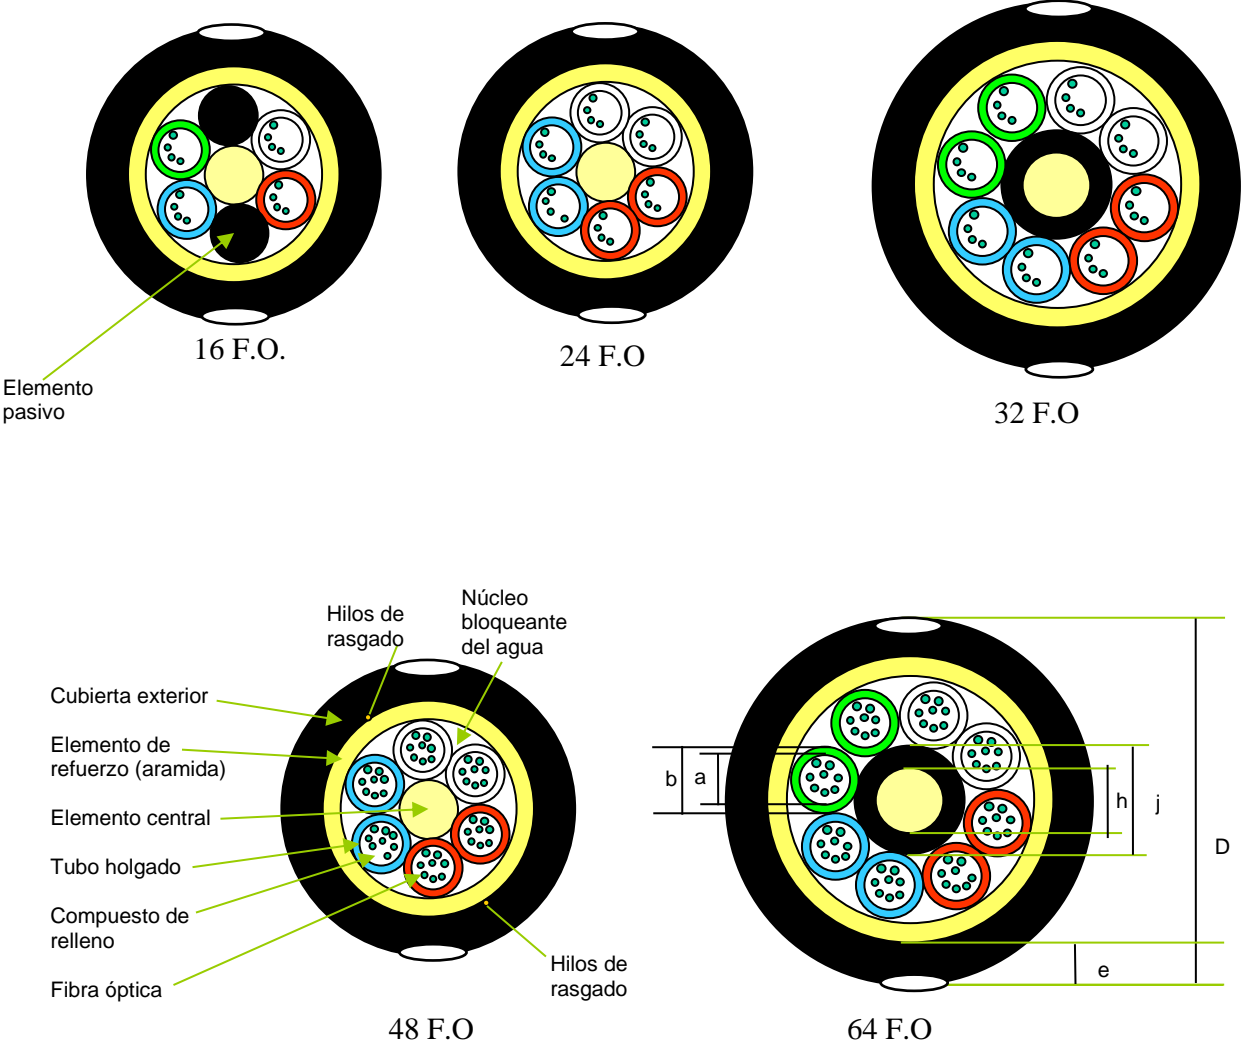 16 F.O.
24 F.O
32 F.O
Elemento
pasivo
Hilos de
rasgado
Núcleo
bloqueante
del agua
Cubierta exterior
Elemento de
refuerzo (aramida)
Elemento central
Tubo holgado
Compuesto de
relleno
Fibra óptica
Hilos de
rasgado
48 F.O
b
a
h
j
D
e
64 F.O